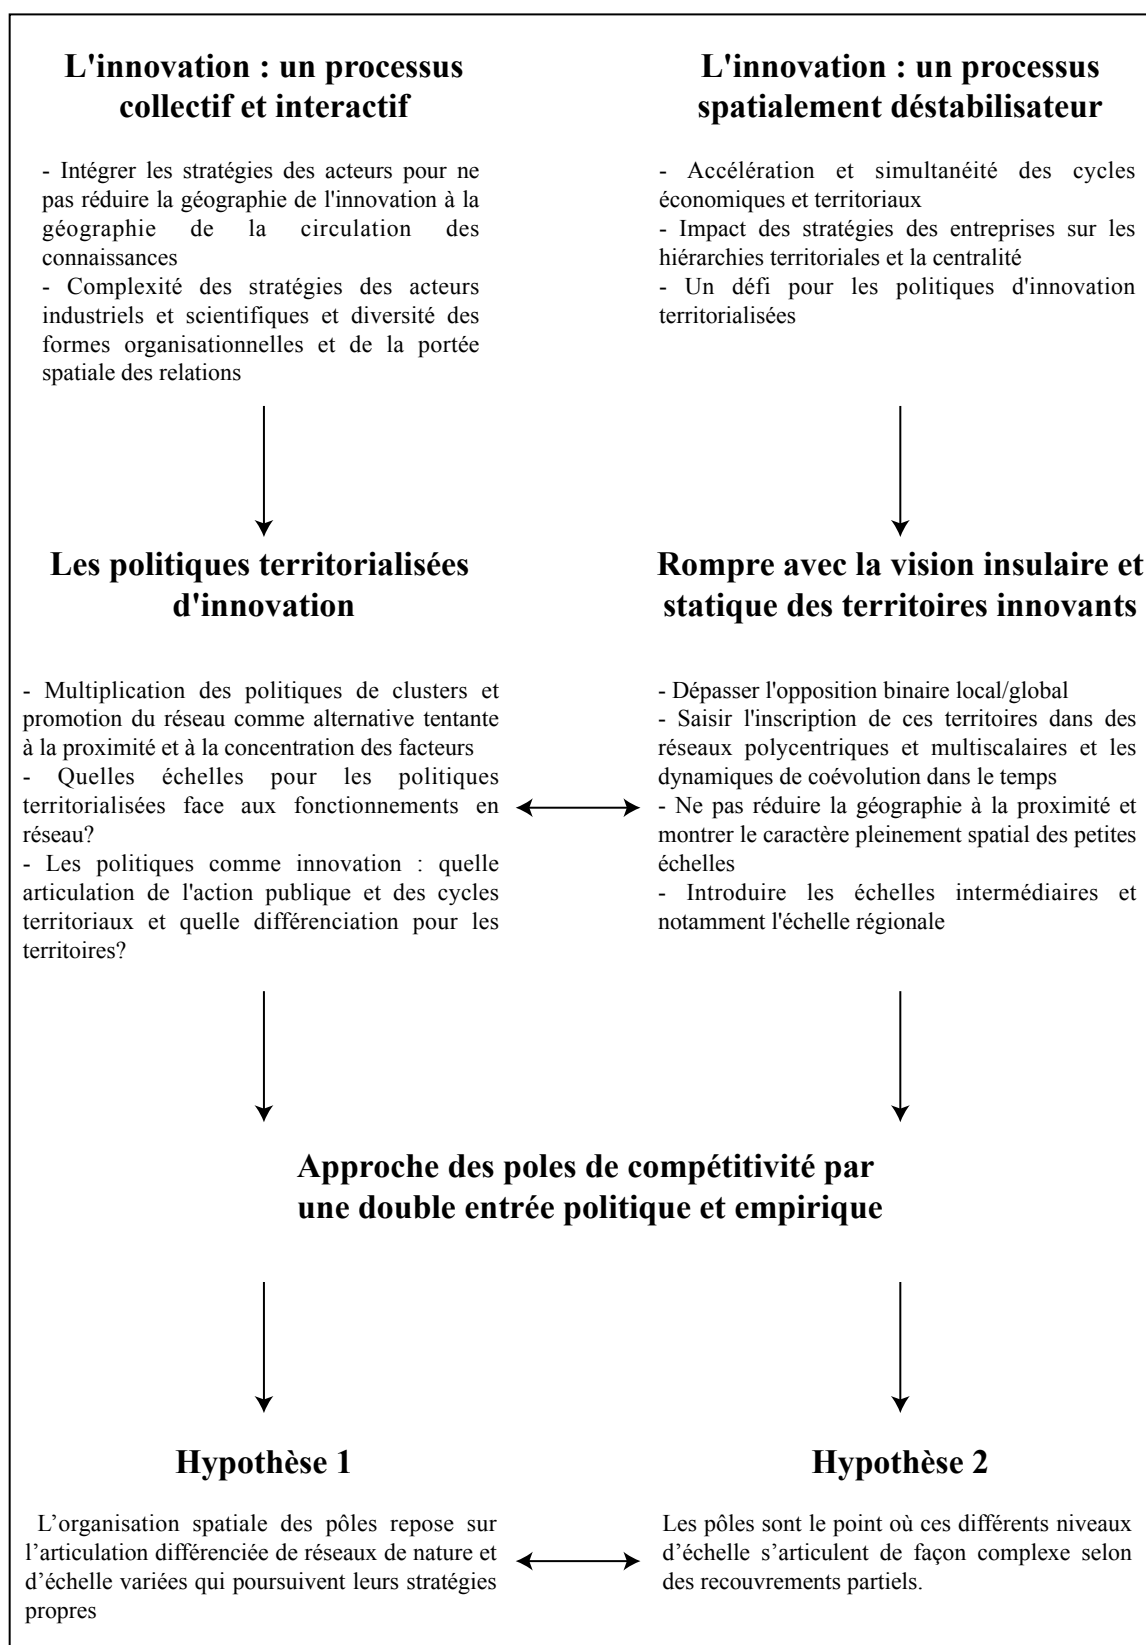 L'innovation : un processus
collectif et interactif
- Intégrer les stratégies des acteurs pour ne
pas réduire la géographie de l'innovation à la
géographie de la circulation des
connaissances
- Complexité des stratégies des acteurs
industriels et scientifiques et diversité des
formes organisationnelles et de la portée
spatiale des relations
L'innovation : un processus
spatialement déstabilisateur
- Accélération et simultanéité des cycles
économiques et territoriaux
- Impact des stratégies des entreprises sur les
hiérarchies territoriales et la centralité
- Un défi pour les politiques d'innovation
territorialisées
Les politiques territorialisées
d'innovation
- Multiplication des politiques de clusters et
promotion du réseau comme alternative tentante
à la proximité et à la concentration des facteurs
- Quelles échelles pour les politiques
territorialisées face aux fonctionnements en
réseau?
- Les politiques comme innovation : quelle
articulation de l'action publique et des cycles
territoriaux et quelle différenciation pour les
territoires?
Rompre avec la vision insulaire et
statique des territoires innovants
- Dépasser l'opposition binaire local/global
- Saisir l'inscription de ces territoires dans des
réseaux polycentriques et multiscalaires et les
dynamiques de coévolution dans le temps
- Ne pas réduire la géographie à la proximité et
montrer le caractère pleinement spatial des petites
échelles
- Introduire les échelles intermédiaires et
notamment l'échelle régionale
Approche des poles de compétitivité par
une double entrée politique et empirique
Hypothèse 1
L’organisation spatiale des pôles repose sur
l’articulation différenciée de réseaux de nature et
d’échelle variées qui poursuivent leurs stratégies
propres
Hypothèse 2
Les pôles sont le point où ces différents niveaux
d’échelle s’articulent de façon complexe selon
des recouvrements partiels.